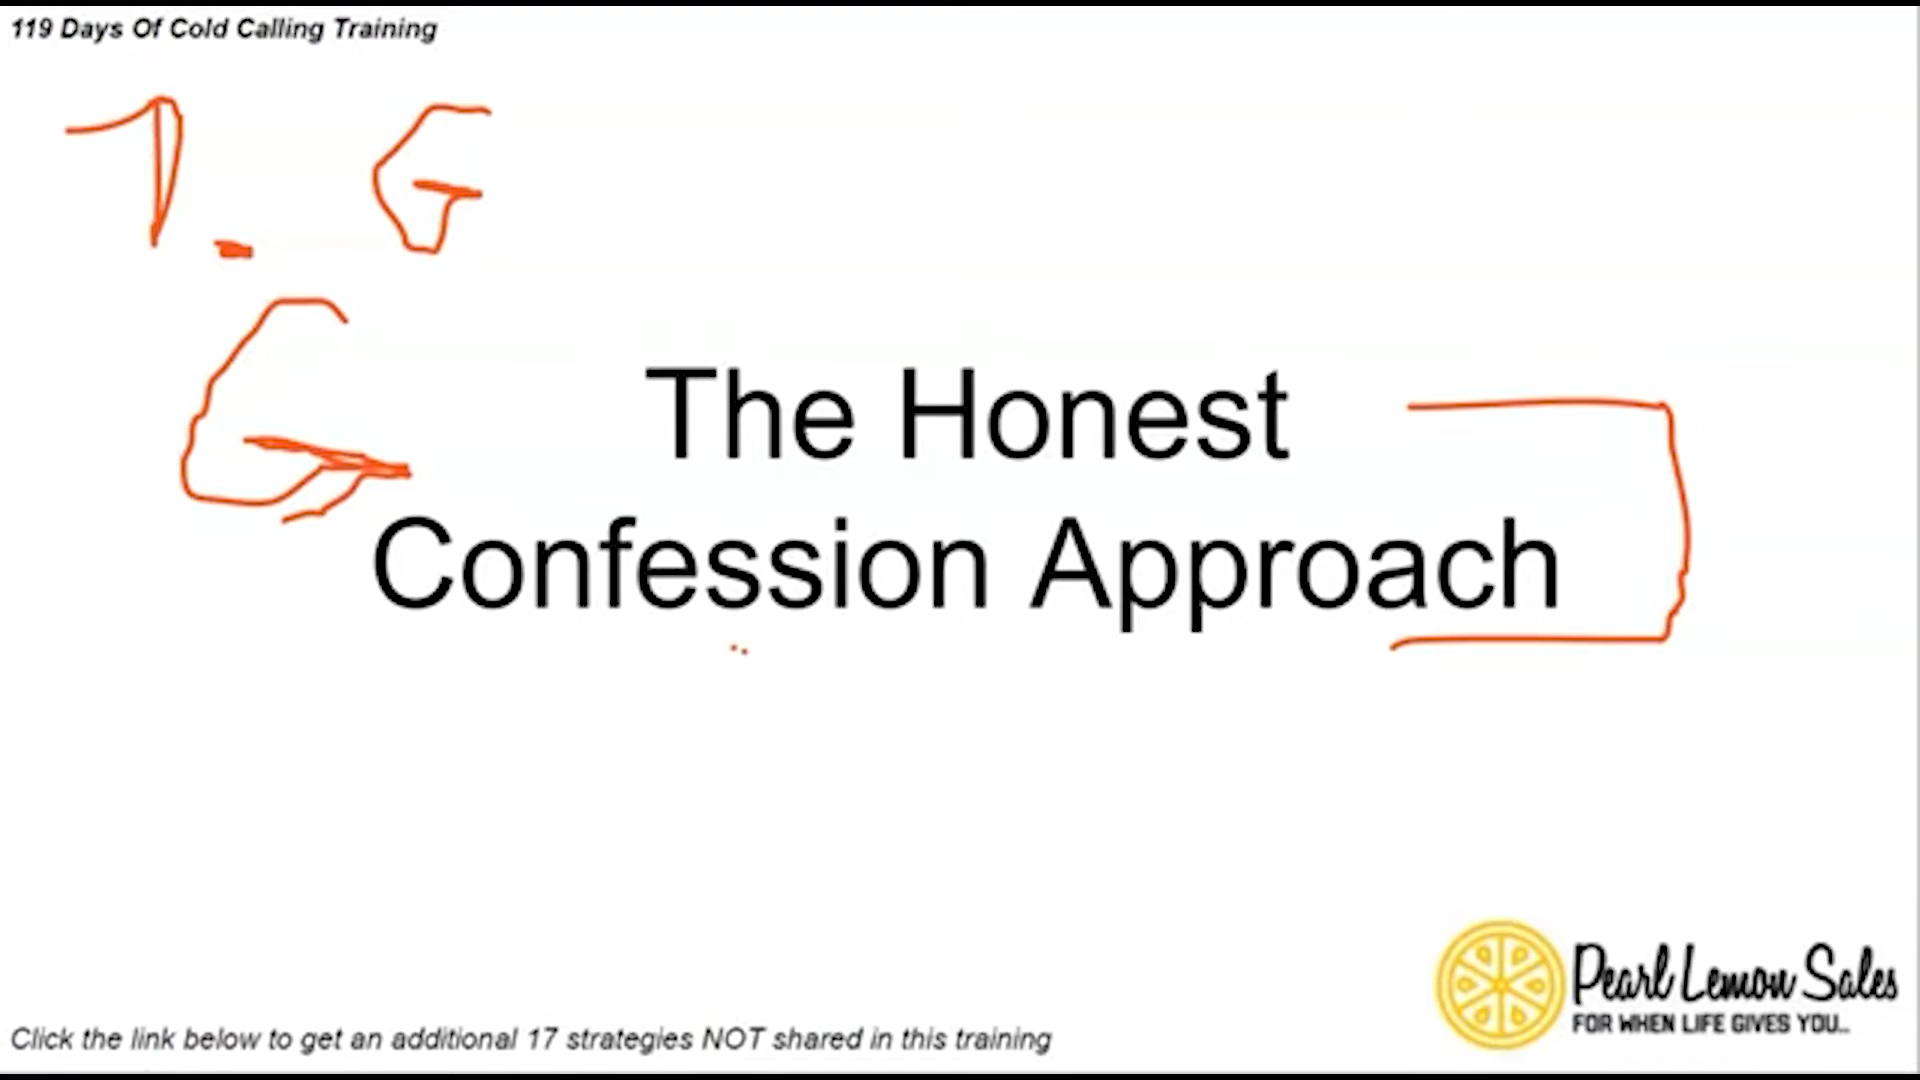 119 Days Of Cold Calling Training
1. G
G
The Honest
Confession Approach
Pearl Lemon Sales
FOR WHEN LIFE GIVES YOU...
Click the link below to get an additional 17 strategies NOT shared in this training